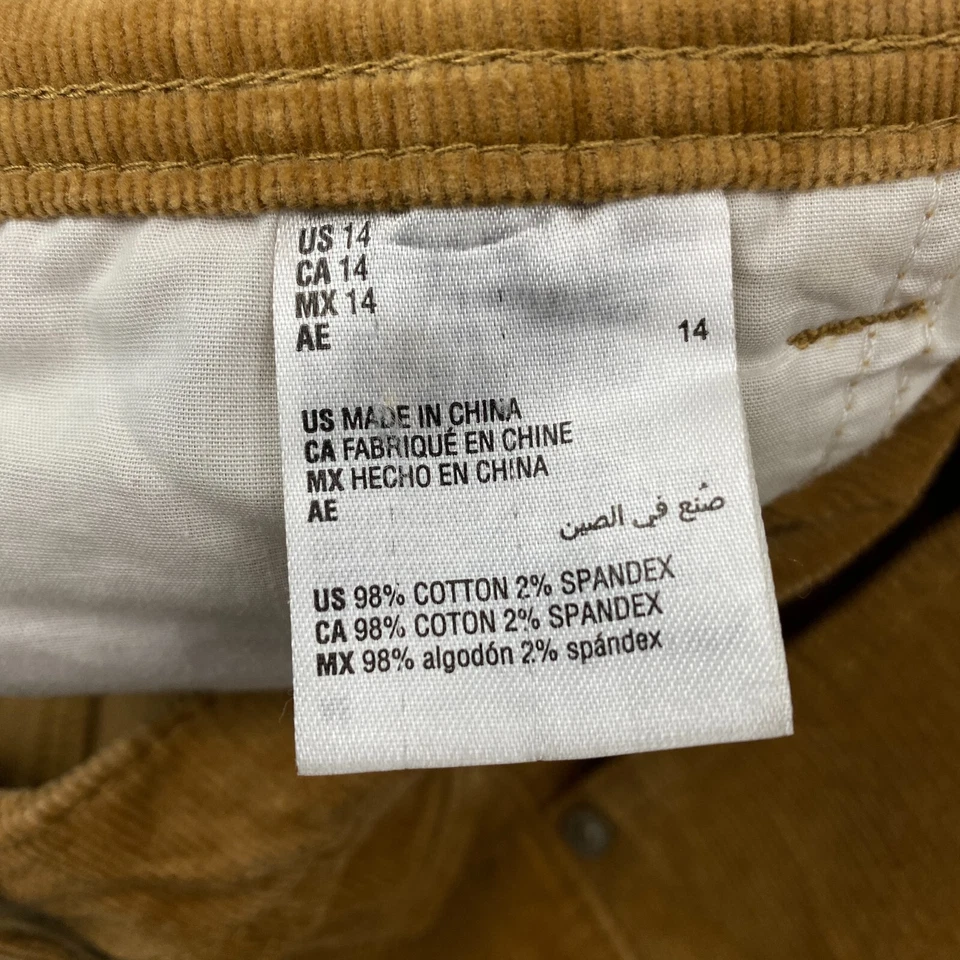 US 14
CA 14
MX 14
AE 14
US MADE IN CHINA
CA FABRIQUÉ EN CHINE
MX HECHO EN CHINA
AE
صُنع في الصين
US 98% COTTON 2% SPANDEX
CA 98% COTON 2% SPANDEX
MX 98% algodón 2% spándex